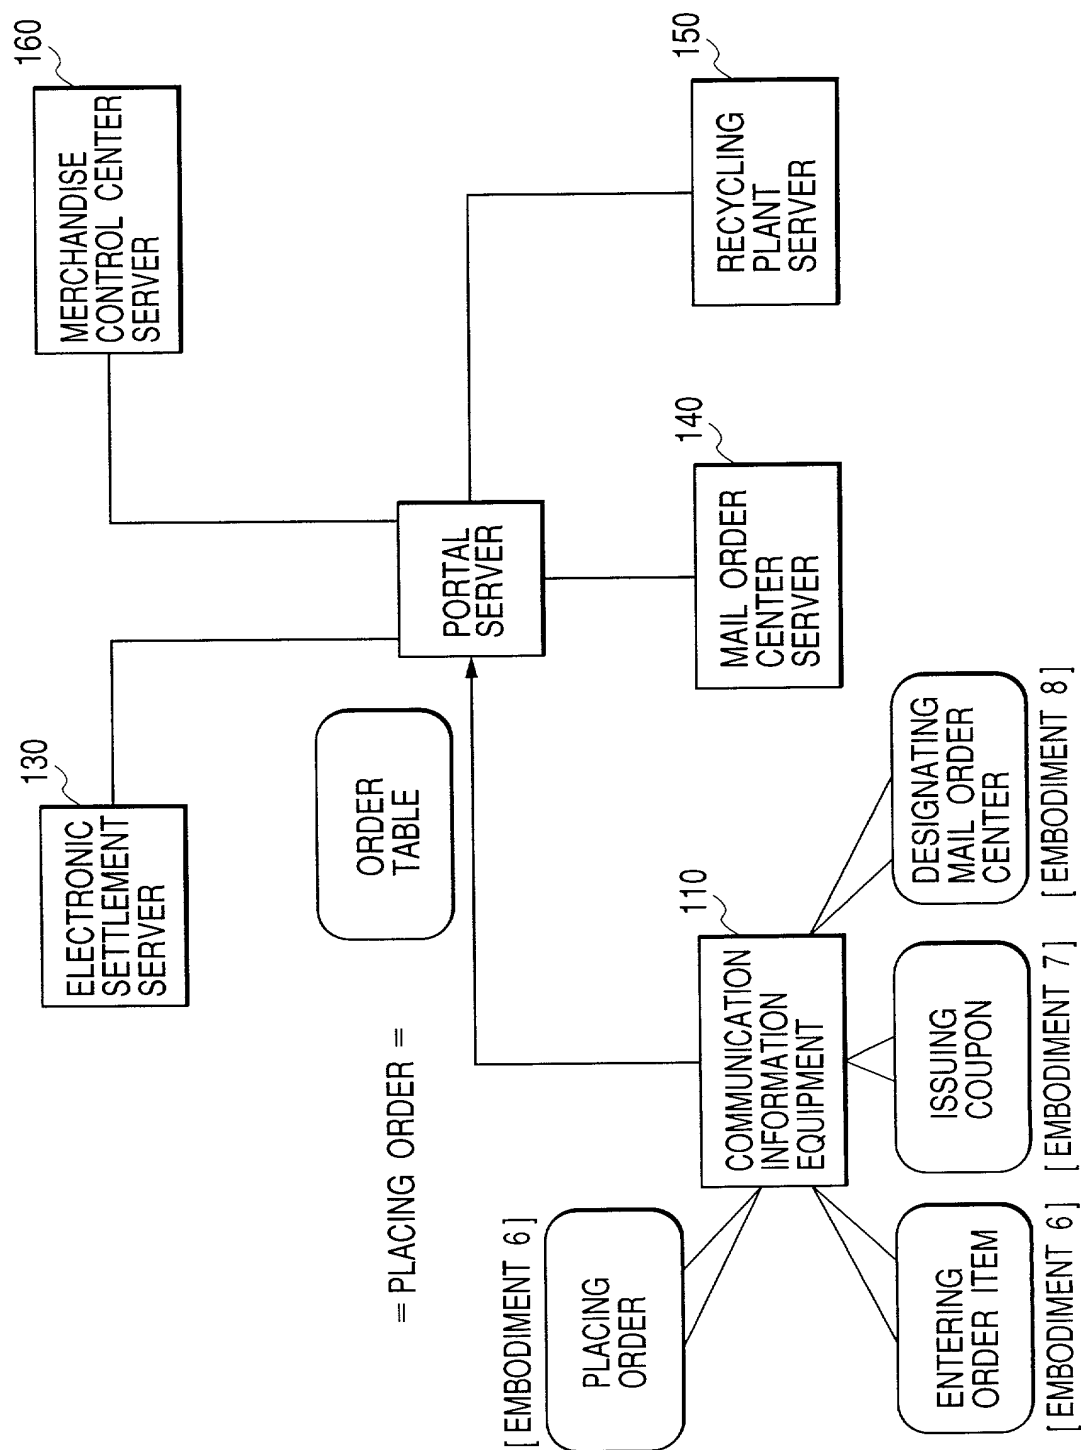 160
MERCHANDISE
CONTROL CENTER
SERVER
130
ELECTRONIC
SETTLEMENT
SERVER
150
RECYCLING
PLANT
SERVER
PORTAL
SERVER
ORDER
TABLE
= PLACING ORDER =
140
MAIL ORDER
CENTER
SERVER
110
COMMUNICATION
INFORMATION
EQUIPMENT
[ EMBODIMENT 6 ]
PLACING
ORDER
ENTERING
ORDER ITEM
[ EMBODIMENT 6 ]
ISSUING
COUPON
[ EMBODIMENT 7 ]
DESIGNATING
MAIL ORDER
CENTER
[ EMBODIMENT 8 ]